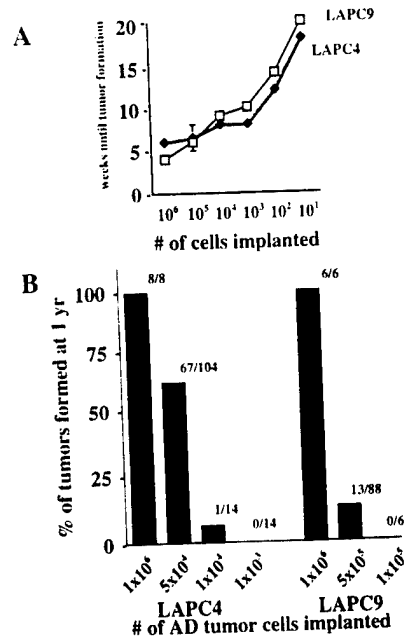 A
weeks until tumor formation
20
15
10
5
0
LAPC9
LAPC4
10⁶ 10⁵ 10⁴ 10³ 10² 10¹
# of cells implanted
B
% of tumors formed at 1 yr
100
75
50
25
0
8/8
67/104
1/14
0/14
6/6
13/88
0/6
1x10⁶ 5x10⁴ 1x10⁴ 1x10³ 1x10⁶ 5x10⁵ 1x10⁵
LAPC4 LAPC9
# of AD tumor cells implanted